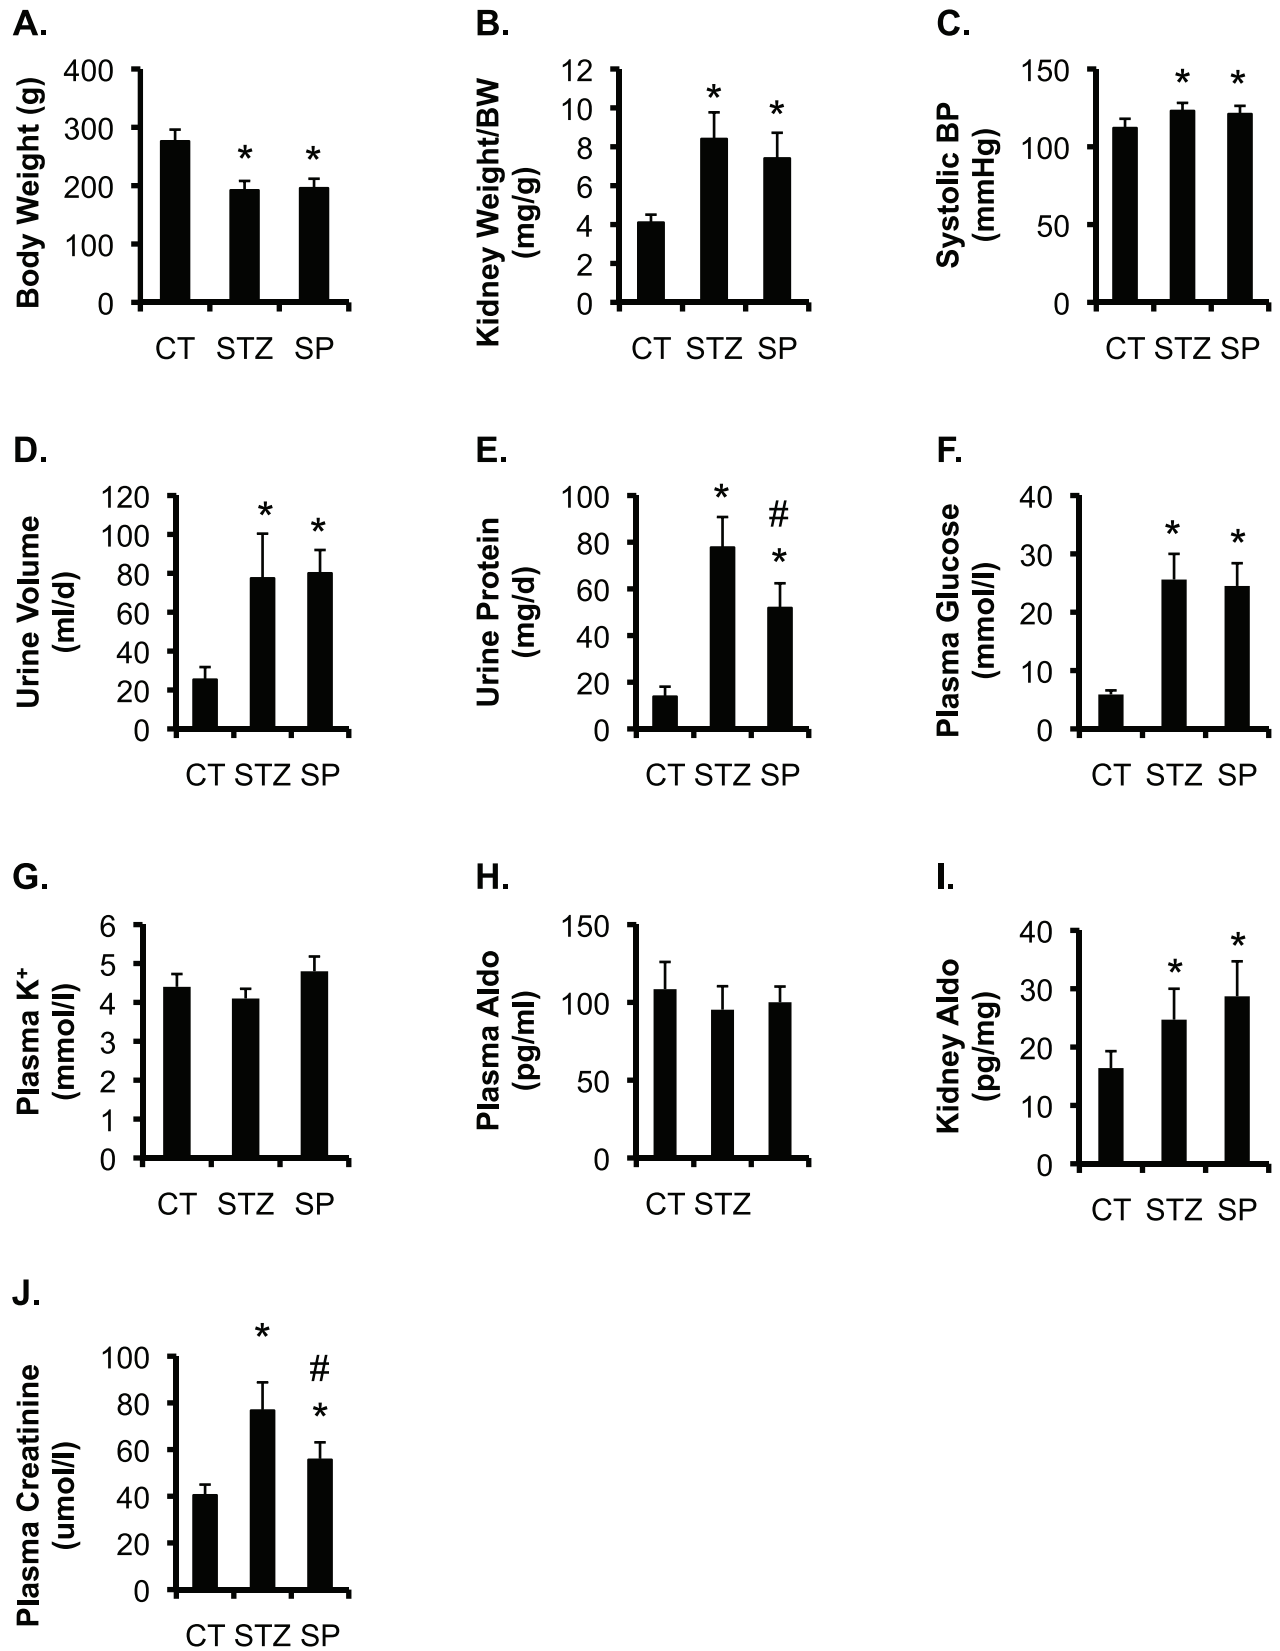 A.
Body Weight (g)
400
300
200
100
0
*
*
CT STZ SP
B.
Kidney Weight/BW
(mg/g)
12
10
8
6
4
2
0
*
*
CT STZ SP
C.
Systolic BP
(mmHg)
150
100
50
0
*
*
CT STZ SP
D.
Urine Volume
(ml/d)
120
100
80
60
40
20
0
*
*
CT STZ SP
E.
Urine Protein
(mg/d)
100
80
60
40
20
0
*
#
*
CT STZ SP
F.
Plasma Glucose
(mmol/l)
40
30
20
10
0
*
*
CT STZ SP
G.
Plasma K⁺
(mmol/l)
6
5
4
3
2
1
0
CT STZ SP
H.
Plasma Aldo
(pg/ml)
150
100
50
0
CT STZ
I.
Kidney Aldo
(pg/mg)
40
30
20
10
0
*
*
CT STZ SP
J.
Plasma Creatinine
(umol/l)
100
80
60
40
20
0
*
#
*
CT STZ SP